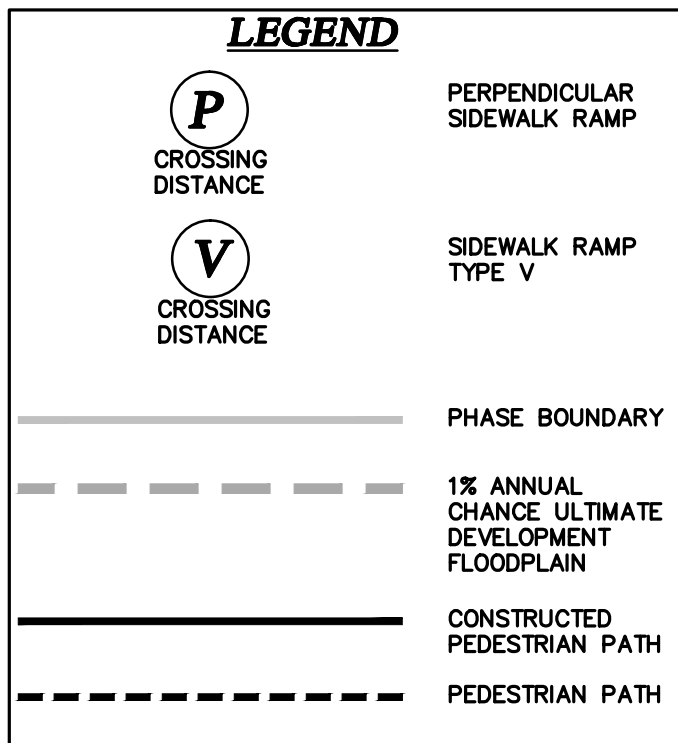 LEGEND
P
CROSSING
DISTANCE
PERPENDICULAR
SIDEWALK RAMP
V
CROSSING
DISTANCE
SIDEWALK RAMP
TYPE V
PHASE BOUNDARY
1% ANNUAL
CHANCE ULTIMATE
DEVELOPMENT
FLOODPLAIN
CONSTRUCTED
PEDESTRIAN PATH
PEDESTRIAN PATH